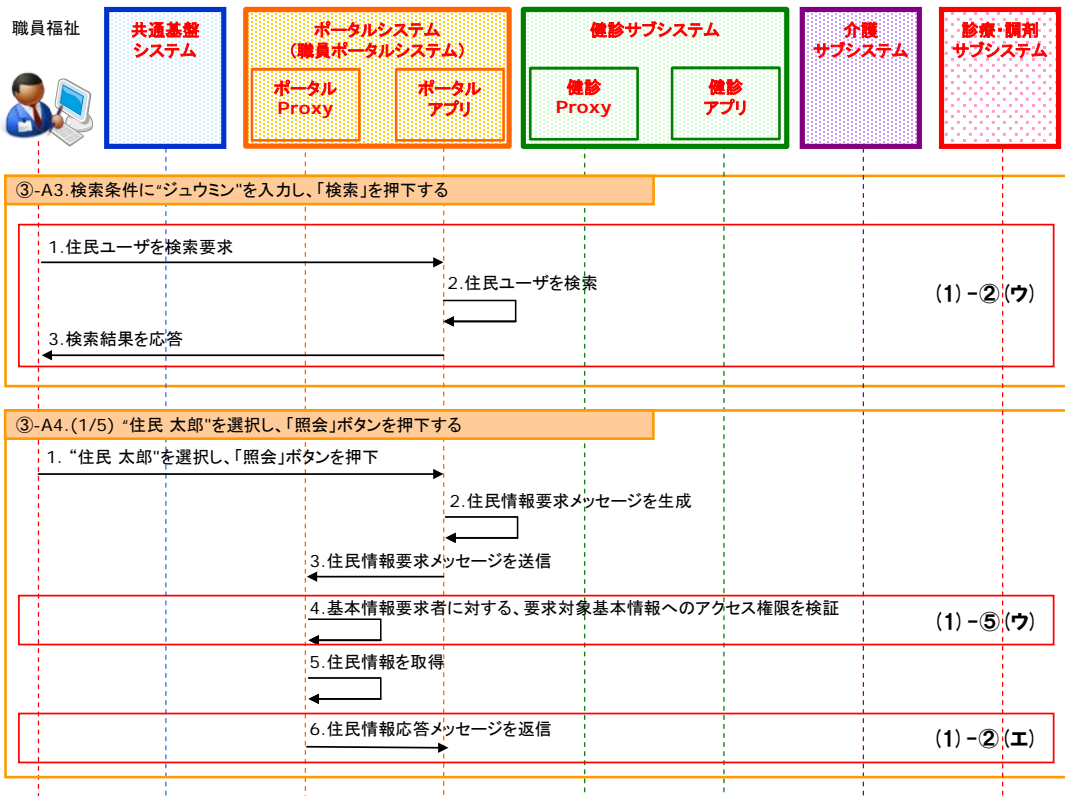 職員福祉
共通基盤
システム
ポータルシステム
(職員ポータルシステム)
ポータル
Proxy
ポータル
アプリ
健診サブシステム
健診
Proxy
健診
アプリ
介護
サブシステム
診療・調剤
サブシステム
③-A3.検索条件に“ジュウミン"を入力し、「検索」を押下する
1.住民ユーザを検索要求
2.住民ユーザを検索
(1)-②(ウ)
3.検索結果を応答
③-A4.(1/5) “住民 太郎"を選択し、「照会」ボタンを押下する
1. “住民 太郎"を選択し、「照会」ボタンを押下
2.住民情報要求メッセージを生成
3.住民情報要求メッセージを送信
4.基本情報要求者に対する、要求対象基本情報へのアクセス権限を検証
(1)-⑤(ウ)
5.住民情報を取得
6.住民情報応答メッセージを返信
(1)-②(エ)